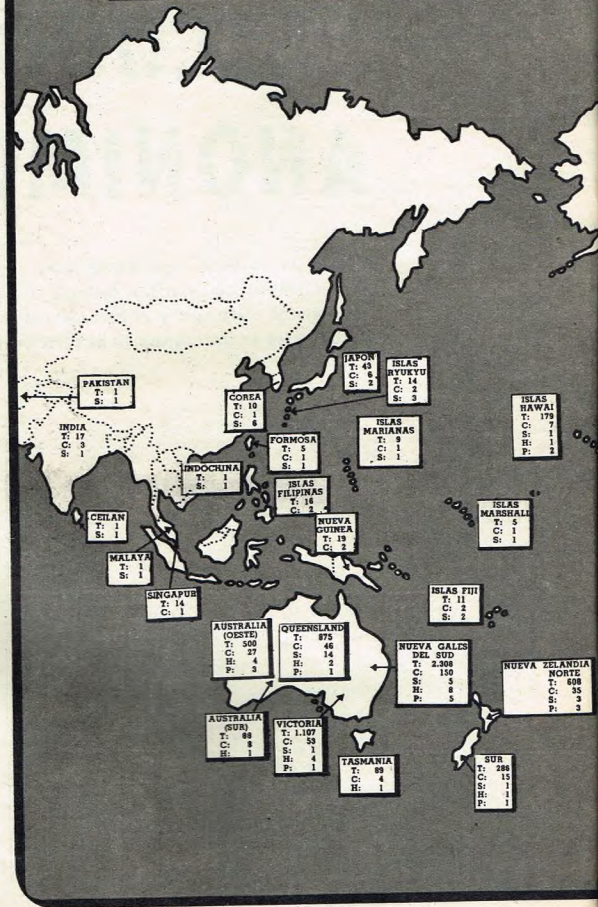 PAKISTAN
T: 1
S: 1
INDIA
T: 17
C: 3
S: 1
CEILAN
T: 1
S: 1
MALAYA
T: 1
S: 1
SINGAPUR
T: 14
C: 1
INDOCHINA
T: 1
S: 1
COREA
T: 10
C: 1
S: 6
FORMOSA
T: 5
C: 1
S: 1
JAPON
T: 43
C: 6
S: 2
ISLAS
RYUKYU
T: 14
C: 2
S: 3
ISLAS
MARIANAS
T: 9
C: 1
S: 1
ISLAS
FILIPINAS
T: 16
C: 2
NUEVA
GUINEA
T: 19
C: 2
ISLAS
HAWAI
T: 179
C: 7
S: 1
H: 1
P: 2
ISLAS
MARSHALL
T: 5
C: 1
S: 1
ISLAS FIJI
T: 11
C: 2
S: 2
AUSTRALIA
(OESTE)
T: 500
C: 27
H: 4
P: 3
QUEENSLAND
T: 875
C: 46
S: 14
H: 2
P: 1
NUEVA GALES
DEL SUD
T: 2.308
C: 150
S: 5
H: 8
P: 5
NUEVA ZELANDIA
NORTE
T: 608
C: 35
S: 3
P: 3
AUSTRALIA
(SUR)
T: 88
C: 8
H: 1
VICTORIA
T: 1.107
C: 53
S: 1
H: 4
P: 1
TASMANIA
T: 89
C: 4
H: 1
SUR
T: 286
C: 15
S: 1
H: 1
P: 1